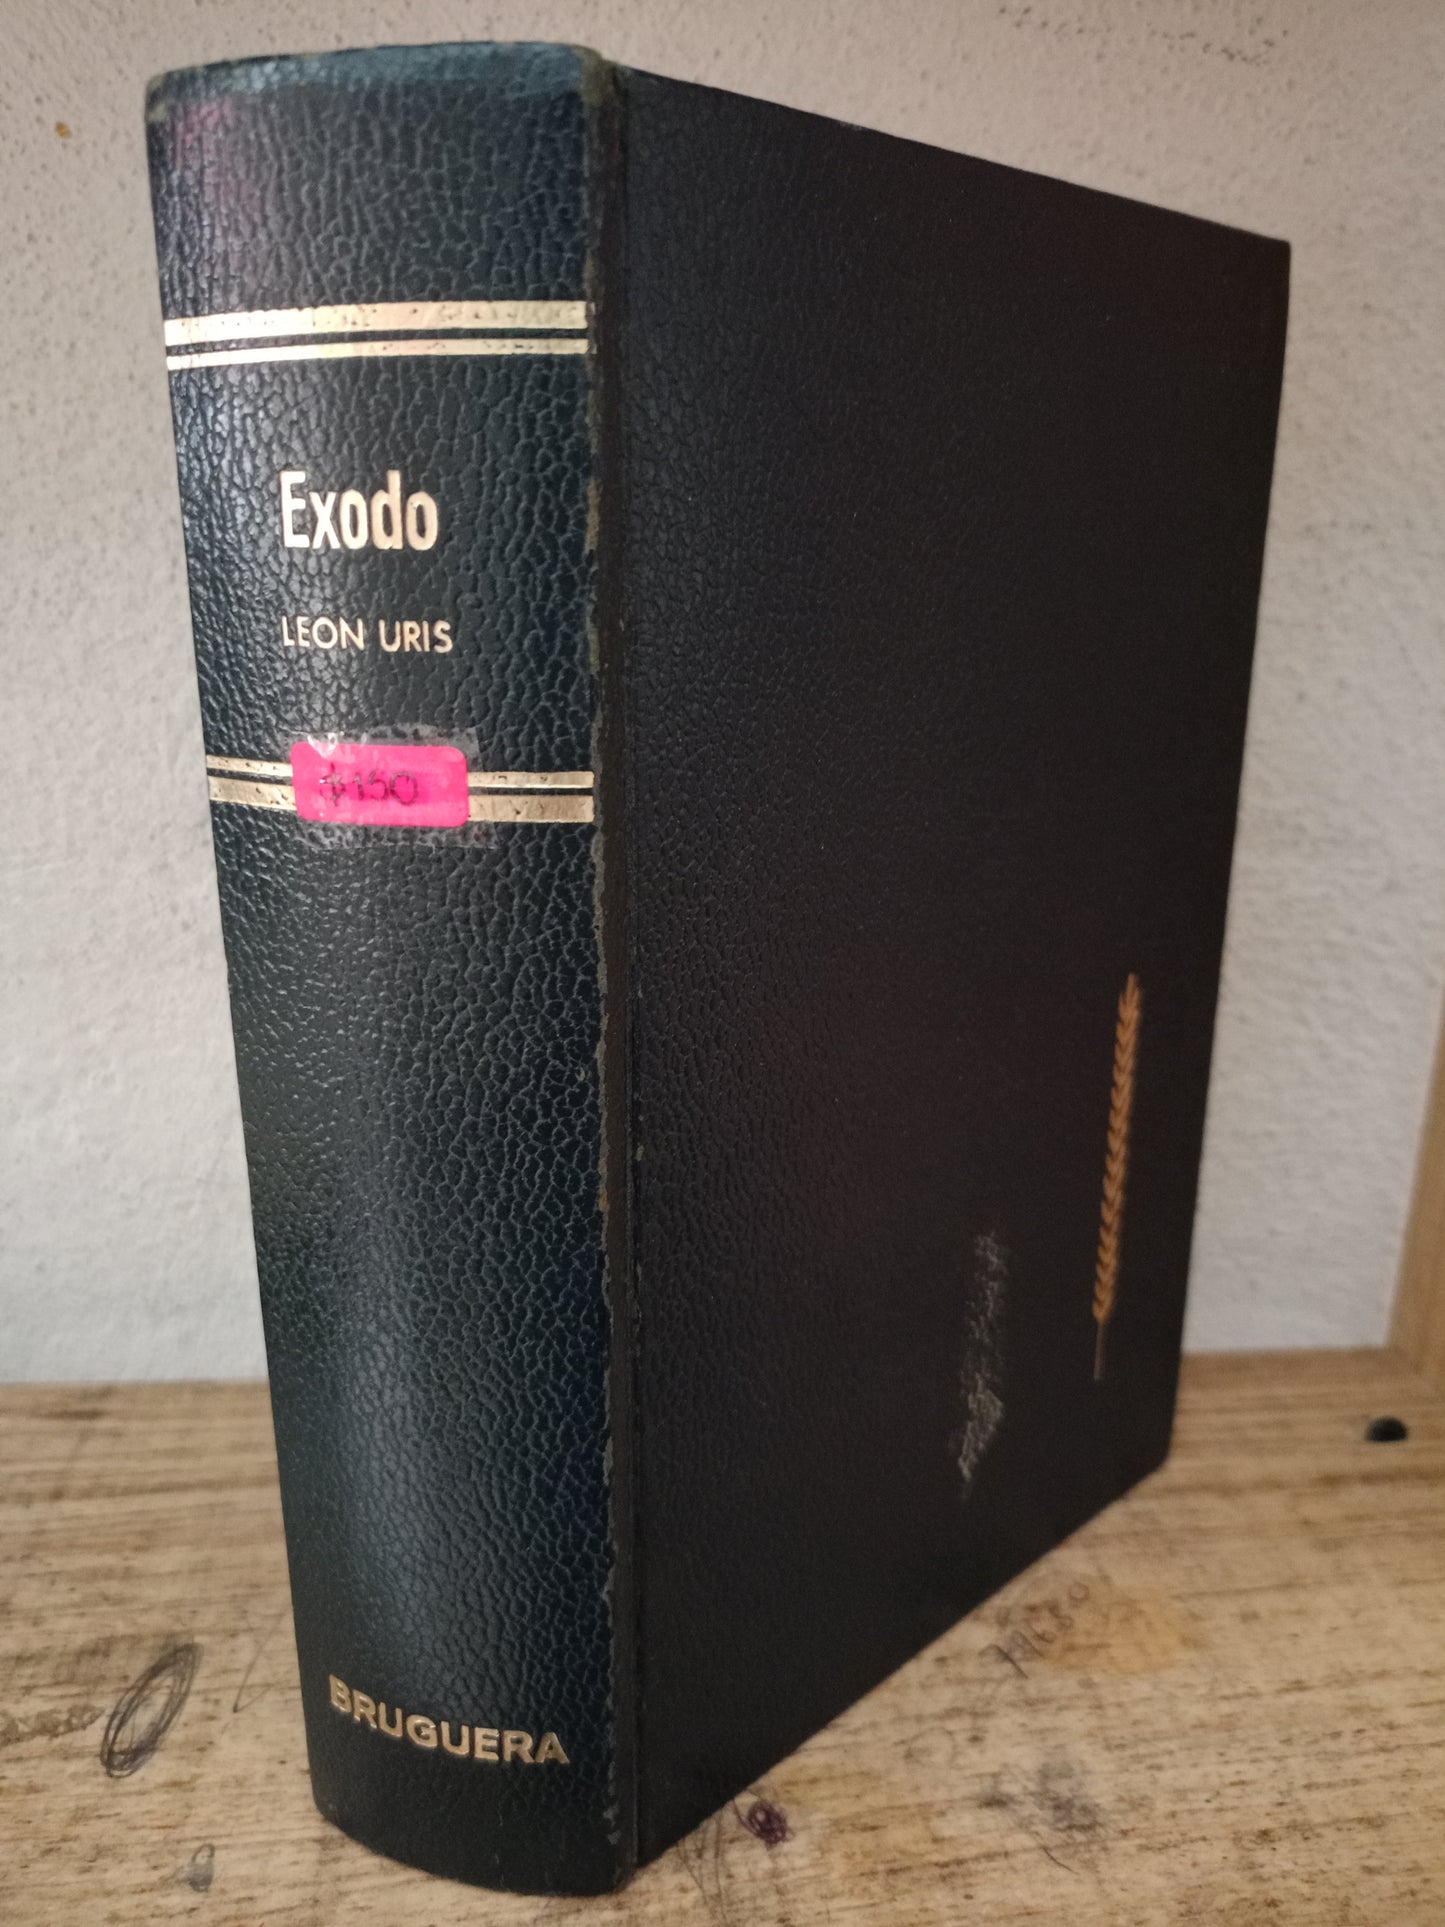 Exodo
LEON URIS
$150
BRUGUERA